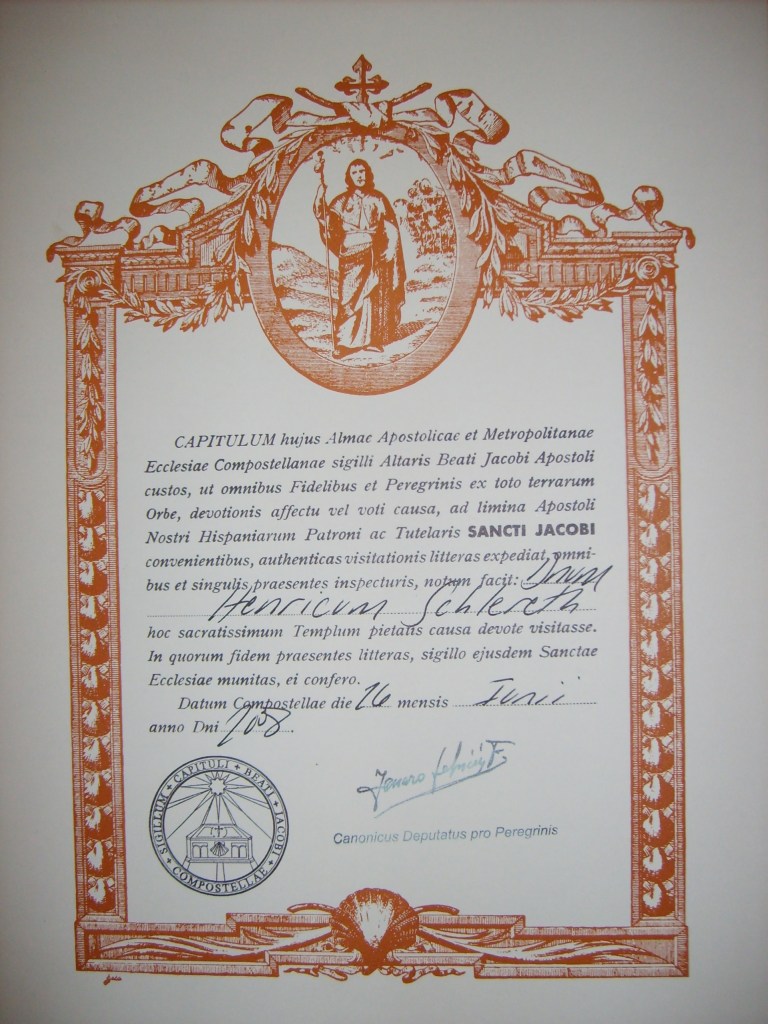 CAPITULUM hujus Almae Apostolicae et Metropolitanae
Ecclesiae Compostellanae sigilli Altaris Beati Jacobi Apostoli
custos, ut omnibus Fidelibus et Peregrinis ex toto terrarum
Orbe, devotionis affectu vel voti causa, ad limina Apostoli
Nostri Hispaniarum Patroni ac Tutelaris SANCTI JACOBI
convenientibus, authenticas visitationis litteras expediat, omni-
bus et singulis praesentes inspecturis, notum facit: Dnum
Henricum Schlereth
hoc sacratissimum Templum pietatis causa devote visitasse.
In quorum fidem praesentes litteras, sigillo ejusdem Sanctae
Ecclesiae munitas, ei confero.
Datum Compostellae die 26 mensis Iunii
anno Dni 2008.
SIGILLUM + CAPITULI + BEATI + IACOBI + COMPOSTELLAE +
Canonicus Deputatus pro Peregrinis